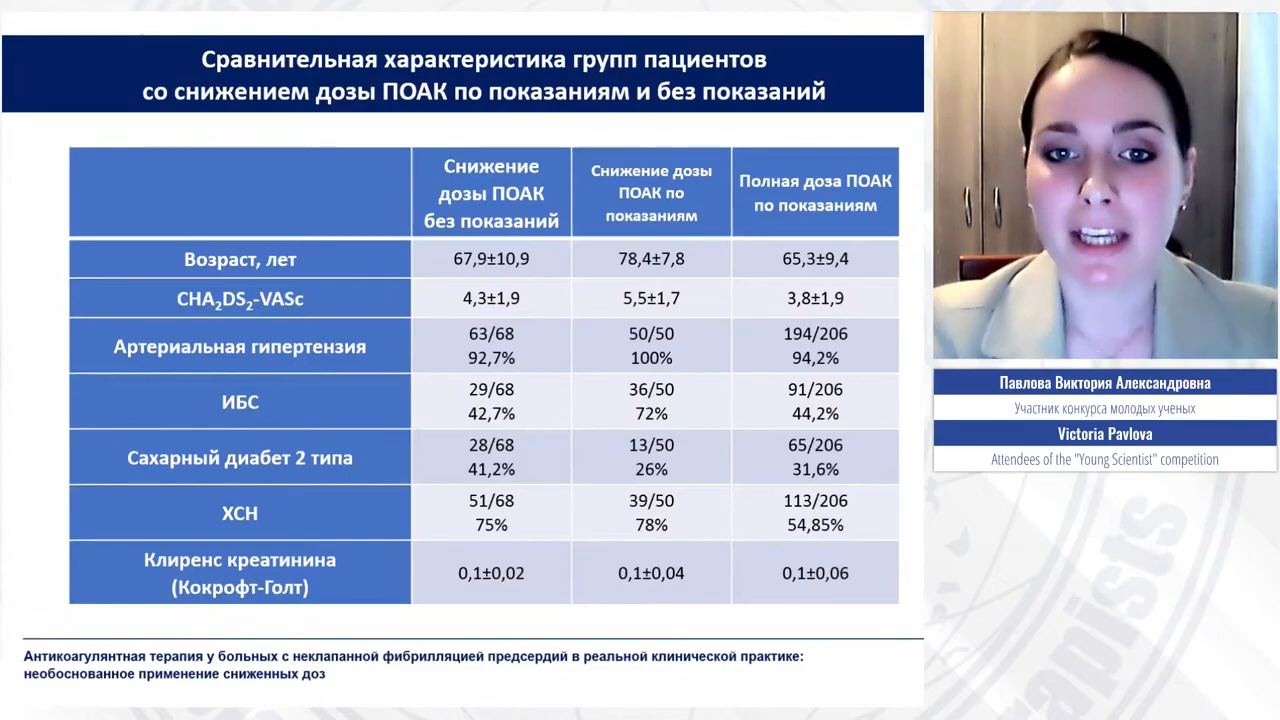 Сравнительная характеристика групп пациентов
со снижением дозы ПОАК по показаниям и без показаний
Снижение
дозы ПОАК
без показаний
Снижение дозы
ПОАК по
показаниям
Полная доза ПОАК
по показаниям
Возраст, лет
67,9±10,9
78,4±7,8
65,3±9,4
CHA2DS2-VASc
4,3±1,9
5,5±1,7
3,8±1,9
Артериальная гипертензия
63/68
92,7%
50/50
100%
194/206
94,2%
ИБС
29/68
42,7%
36/50
72%
91/206
44,2%
Сахарный диабет 2 типа
28/68
41,2%
13/50
26%
65/206
31,6%
ХСН
51/68
75%
39/50
78%
113/206
54,85%
Клиренс креатинина
(Кокрофт-Голт)
0,1±0,02
0,1±0,04
0,1±0,06
Антикоагулянтная терапия у больных с неклапанной фибрилляцией предсердий в реальной клинической практике:
необоснованное применение сниженных доз
Павлова Виктория Александровна
Участник конкурса молодых ученых
Victoria Pavlova
Attendees of the "Young Scientist" competition